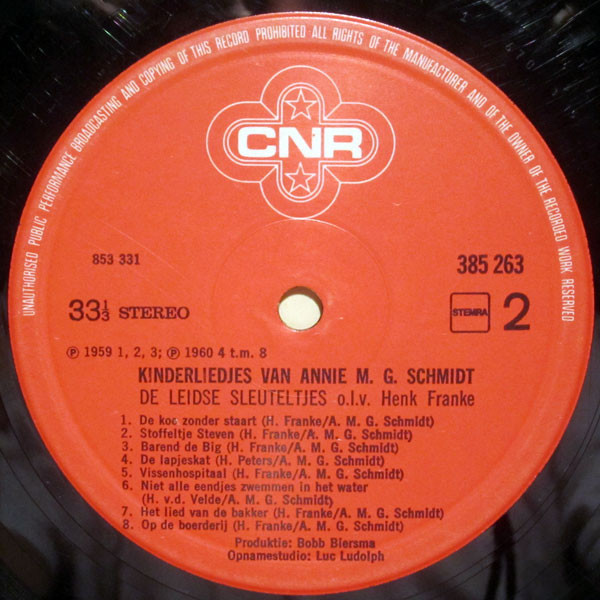 UNAUTHORISED PUBLIC PERFORMANCE BROADCASTING AND COPYING OF THIS RECORD PROHIBITED ALL RIGHTS OF THE MANUFACTURER AND OF THE OWNER OF THE RECORDED WORK RESERVED
CNR
853 331
385 263
33⅓ STEREO
STEMRA 2
℗ 1959 1, 2, 3; ℗ 1960 4 t.m. 8
KINDERLIEDJES VAN ANNIE M. G. SCHMIDT
DE LEIDSE SLEUTELTJES o.l.v. Henk Franke
1. De koe zonder staart (H. Franke/A. M. G. Schmidt)
2. Stoffeltje Steven (H. Franke/A. M. G. Schmidt)
3. Barend de Big (H. Franke/A. M. G. Schmidt)
4. De lapjeskat (H. Peters/A. M. G. Schmidt)
5. Vissenhospitaal (H. Franke/A. M. G. Schmidt)
6. Niet alle eendjes zwemmen in het water
(H. v.d. Velde/A. M. G. Schmidt)
7. Het lied van de bakker (H. Franke/A. M. G. Schmidt)
8. Op de boerderij (H. Franke/A. M. G. Schmidt)
Produktie: Bobb Biersma
Opnamestudio: Luc Ludolph